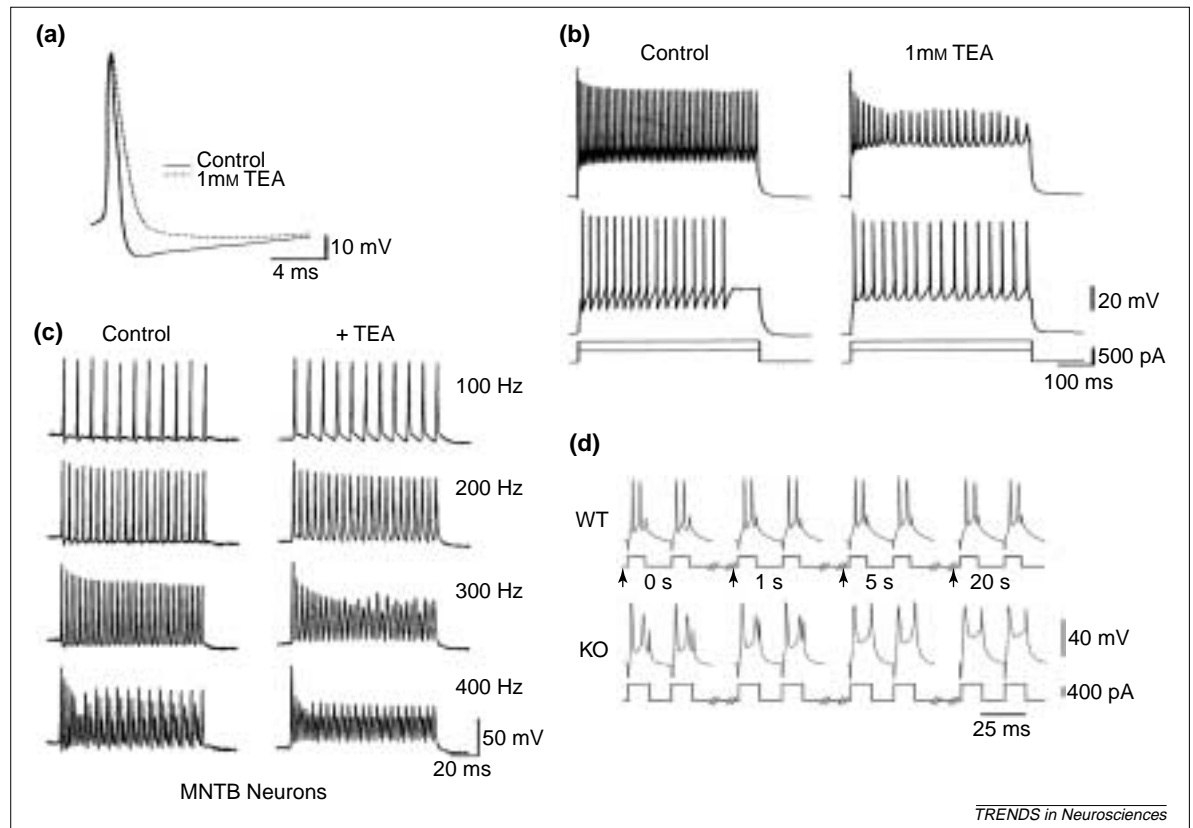 (a)
Control
1mM TEA
10 mV
4 ms
(b)
Control 1mM TEA
20 mV
500 pA
100 ms
(c)
Control + TEA
100 Hz
200 Hz
300 Hz
400 Hz
50 mV
20 ms
MNTB Neurons
(d)
WT
0 s 1 s 5 s 20 s
KO
40 mV
400 pA
25 ms
TRENDS in Neurosciences